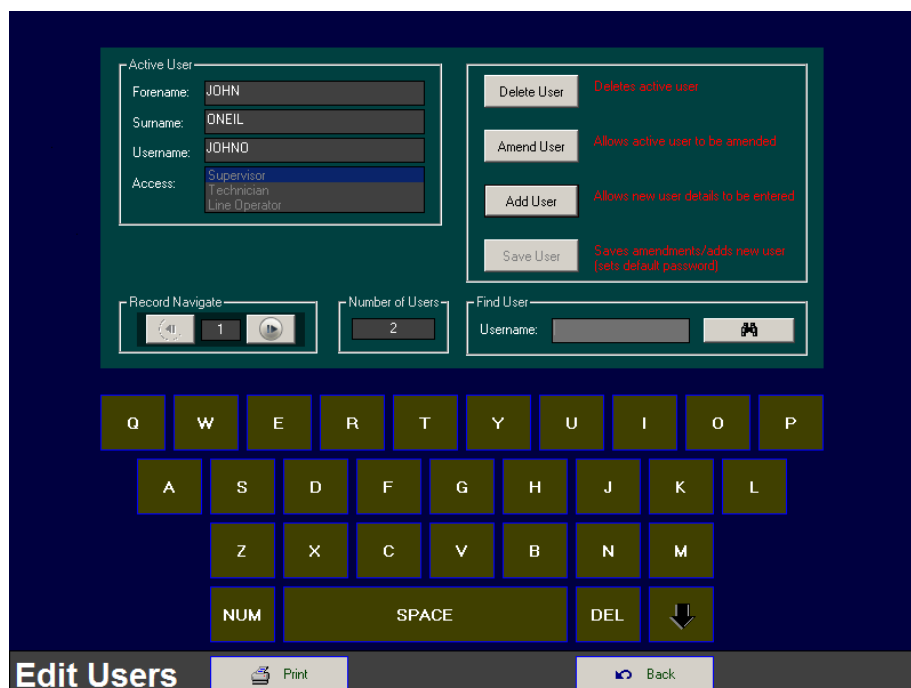 Active User
Forename: JOHN
Surname: ONEIL
Username: JOHNO
Access: Supervisor
Technician
Line Operator
Delete User Deletes active user
Amend User Allows active user to be amended
Add User Allows new user details to be entered
Save User Saves amendments/adds new user
(sets default password)
Record Navigate
1
Number of Users
2
Find User
Username:
Q W E R T Y U I O P
A S D F G H J K L
Z X C V B N M
NUM SPACE DEL
Edit Users Print Back